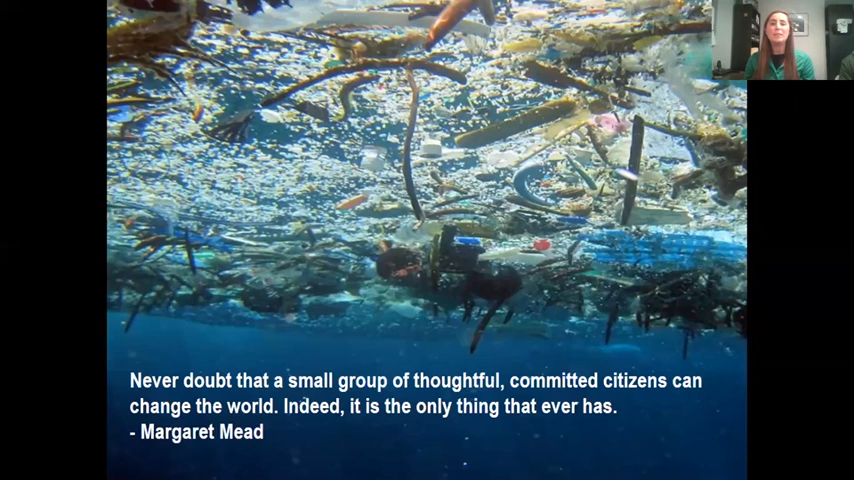 Never doubt that a small group of thoughtful, committed citizens can
change the world. Indeed, it is the only thing that ever has.
- Margaret Mead